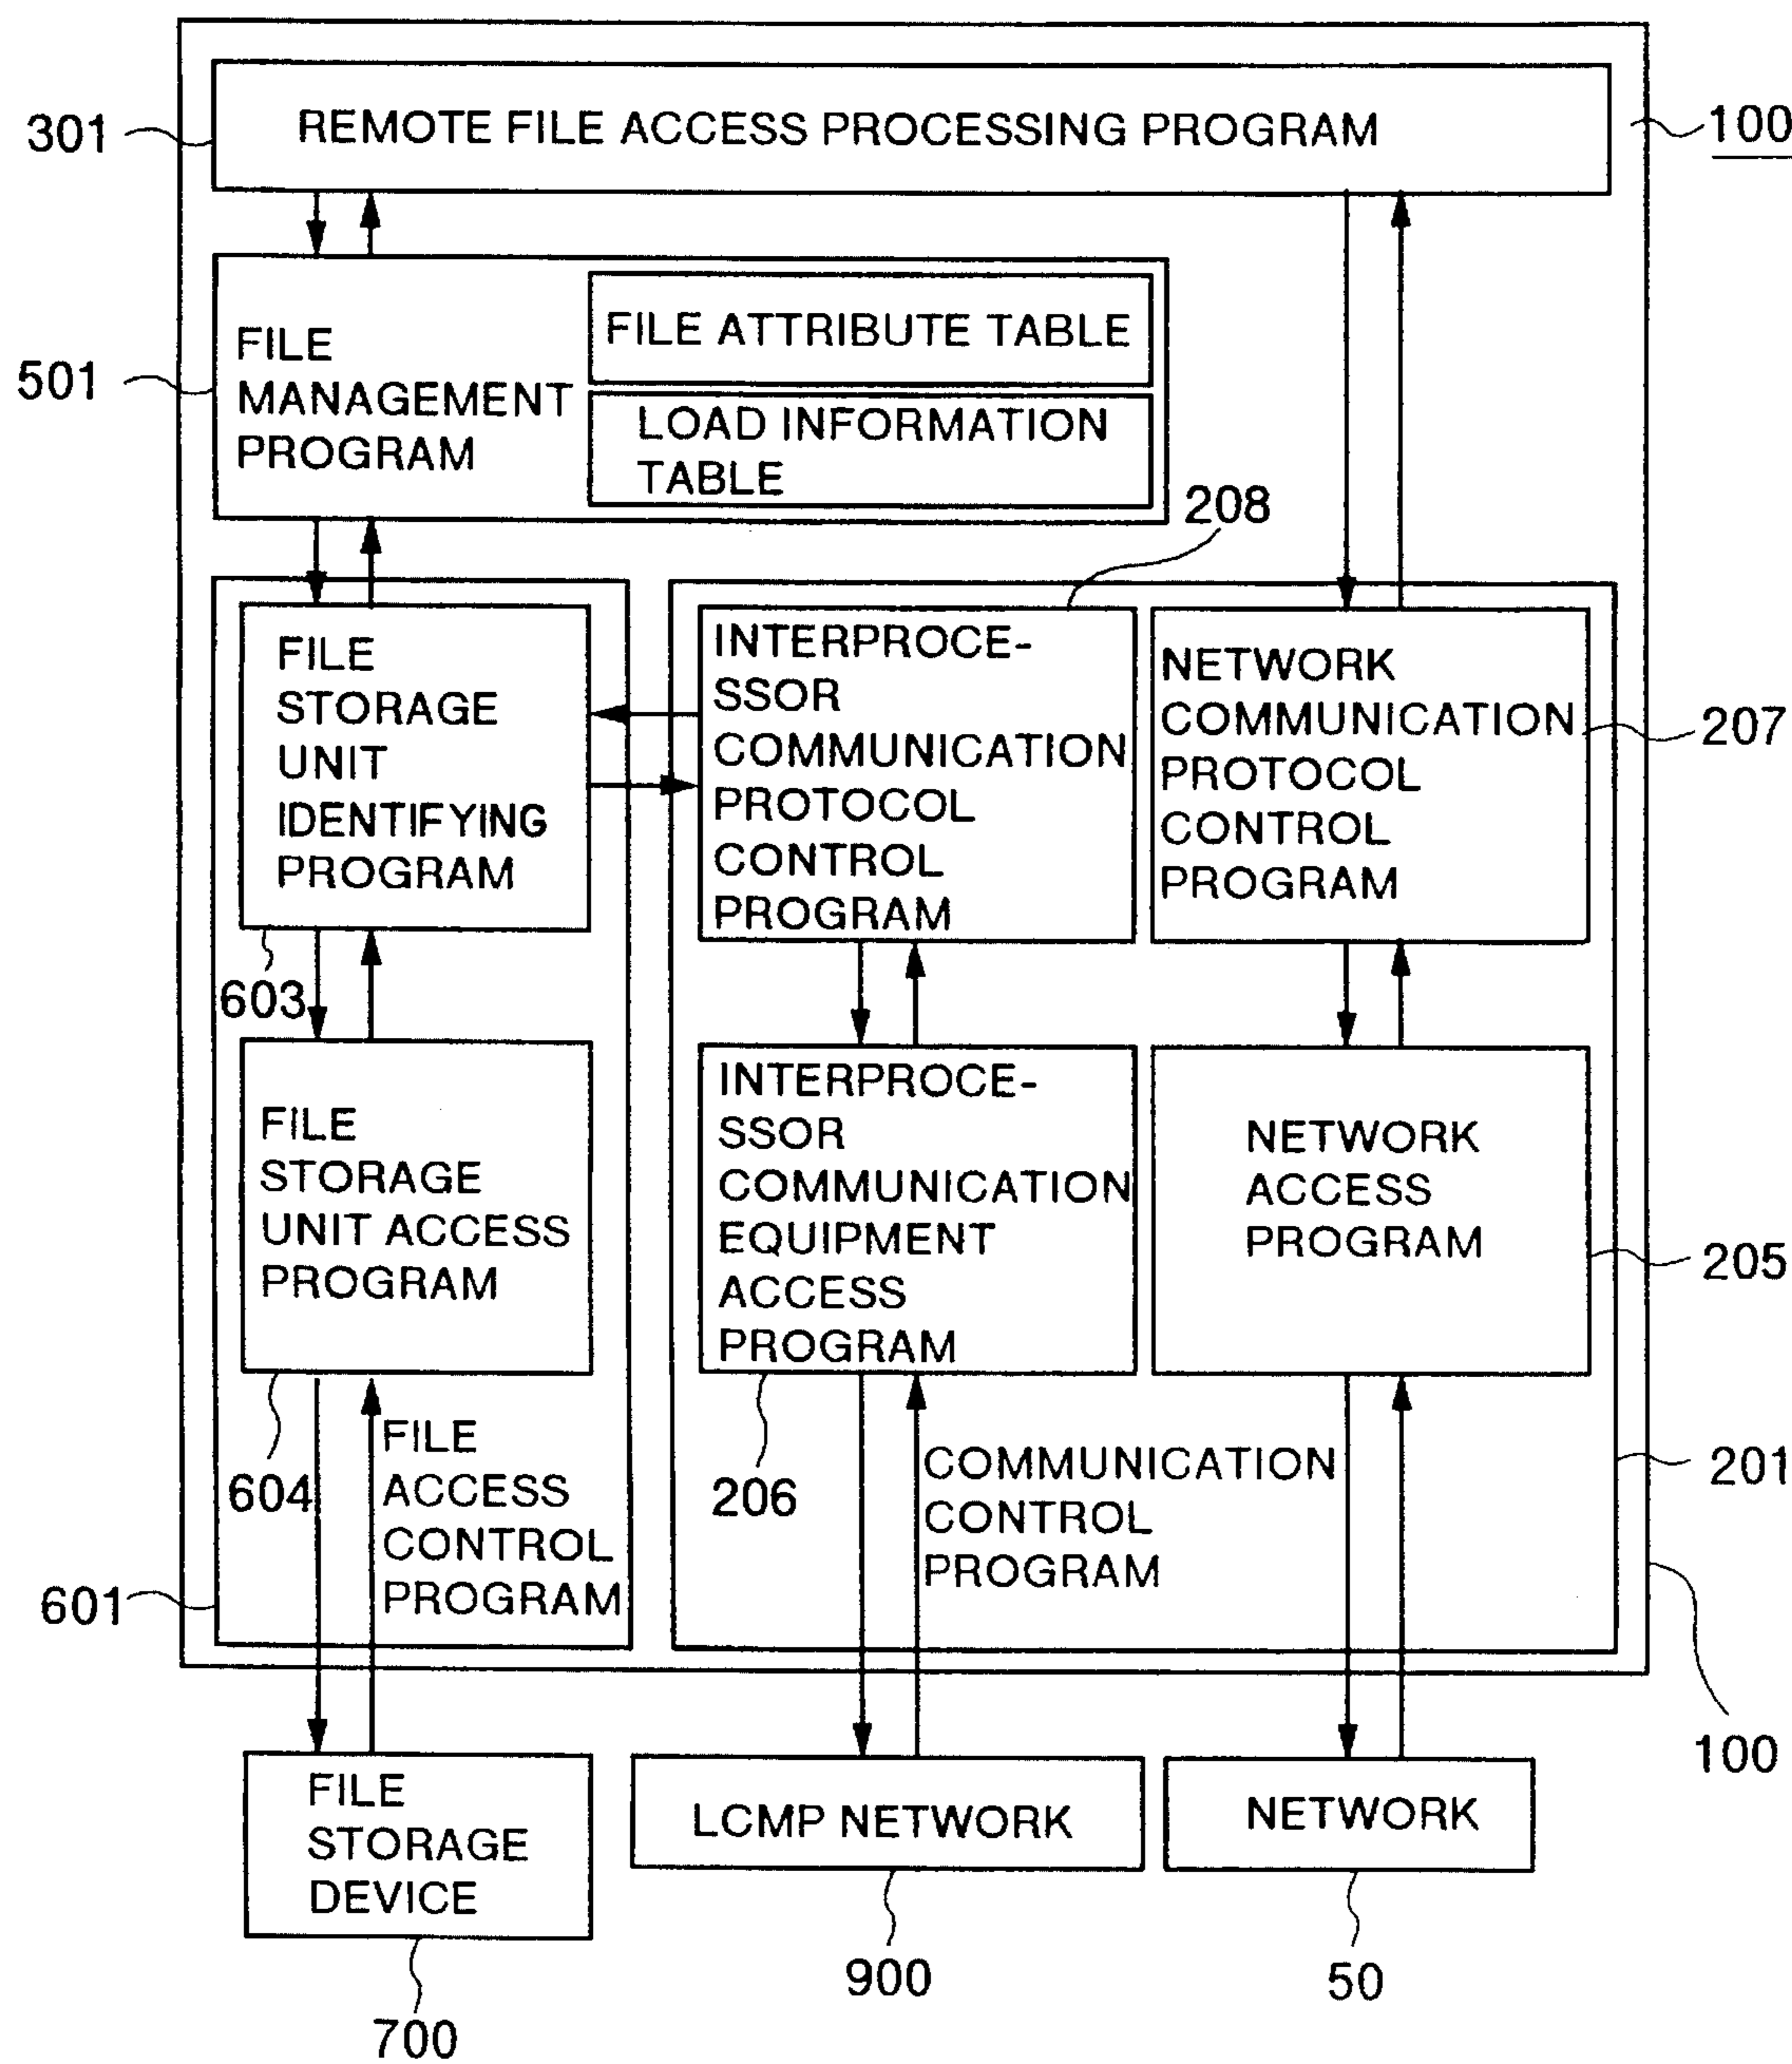 301
REMOTE FILE ACCESS PROCESSING PROGRAM
100
501
FILE
MANAGEMENT
PROGRAM
FILE ATTRIBUTE TABLE
LOAD INFORMATION
TABLE
208
FILE
STORAGE
UNIT
IDENTIFYING
PROGRAM
603
INTERPROCE-
SSOR
COMMUNICATION
PROTOCOL
CONTROL
PROGRAM
NETWORK
COMMUNICATION
PROTOCOL
CONTROL
PROGRAM
207
FILE
STORAGE
UNIT ACCESS
PROGRAM
604
INTERPROCE-
SSOR
COMMUNICATION
EQUIPMENT
ACCESS
PROGRAM
206
NETWORK
ACCESS
PROGRAM
205
FILE
ACCESS
CONTROL
PROGRAM
601
COMMUNICATION
CONTROL
PROGRAM
201
100
FILE
STORAGE
DEVICE
700
LCMP NETWORK
900
NETWORK
50